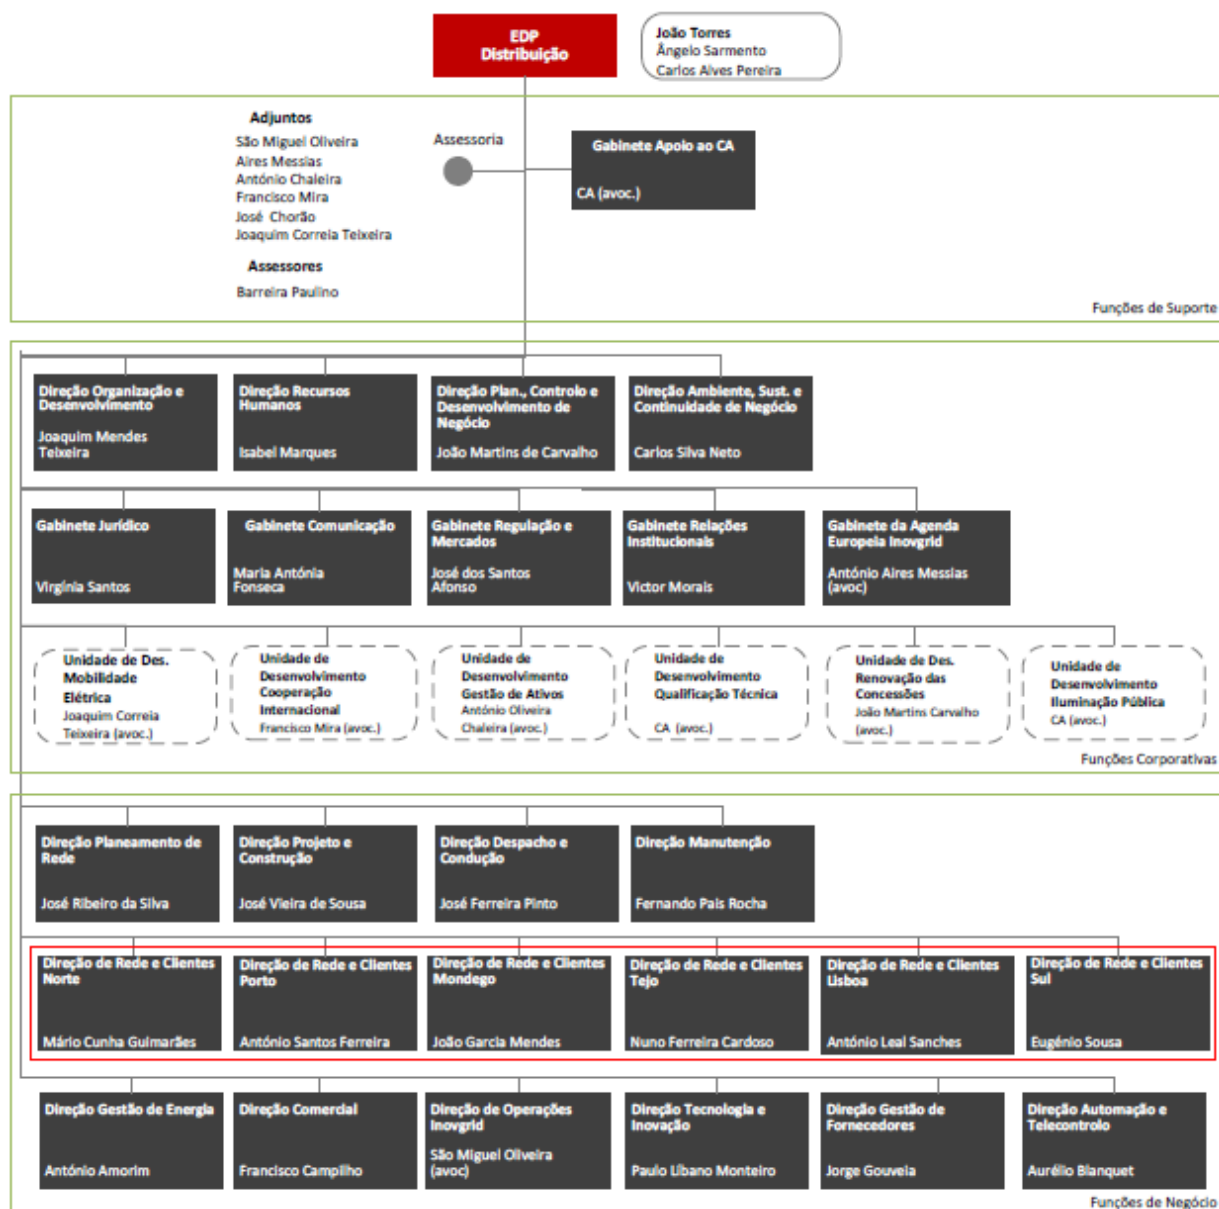 EDP
Distribuição
João Torres
Ângelo Sarmento
Carlos Alves Pereira
Adjuntos
São Miguel Oliveira
Aires Messias
António Chaleira
Francisco Mira
José Chorão
Joaquim Correia Teixeira
Assessores
Barreira Paulino
Assessoria
Gabinete Apoio ao CA
CA (avoc.)
Funções de Suporte
Direção Organização e
Desenvolvimento
Joaquim Mendes
Teixeira
Direção Recursos
Humanos
Isabel Marques
Direção Plan., Controlo e
Desenvolvimento de
Negócio
João Martins de Carvalho
Direção Ambiente, Sust. e
Continuidade de Negócio
Carlos Silva Neto
Gabinete Jurídico
Virgínia Santos
Gabinete Comunicação
Maria Antónia
Fonseca
Gabinete Regulação e
Mercados
José dos Santos
Afonso
Gabinete Relações
Institucionais
Victor Morais
Gabinete da Agenda
Europeia Inovgrid
António Aires Messias
(avoc)
Unidade de Des.
Mobilidade
Elétrica
Joaquim Correia
Teixeira (avoc.)
Unidade de
Desenvolvimento
Cooperação
Internacional
Francisco Mira (avoc.)
Unidade de
Desenvolvimento
Gestão de Ativos
António Oliveira
Chaleira (avoc.)
Unidade de
Desenvolvimento
Qualificação Técnica
CA (avoc.)
Unidade de Des.
Renovação das
Concessões
João Martins Carvalho
(avoc.)
Unidade de
Desenvolvimento
Iluminação Pública
CA (avoc.)
Funções Corporativas
Direção Planeamento de
Rede
José Ribeiro da Silva
Direção Projeto e
Construção
José Vieira de Sousa
Direção Despacho e
Condução
José Ferreira Pinto
Direção Manutenção
Fernando Pais Rocha
Direção de Rede e Clientes
Norte
Mário Cunha Guimarães
Direção de Rede e Clientes
Porto
António Santos Ferreira
Direção de Rede e Clientes
Mondego
João Garcia Mendes
Direção de Rede e Clientes
Tejo
Nuno Ferreira Cardoso
Direção de Rede e Clientes
Lisboa
António Leal Sanches
Direção de Rede e Clientes
Sul
Eugénio Sousa
Direção Gestão de Energia
António Amorim
Direção Comercial
Francisco Campilho
Direção de Operações
Inovgrid
São Miguel Oliveira
(avoc)
Direção Tecnologia e
Inovação
Paulo Líbano Monteiro
Direção Gestão de
Fornecedores
Jorge Gouveia
Direção Automação e
Telecontrolo
Aurélio Blanquet
Funções de Negócio